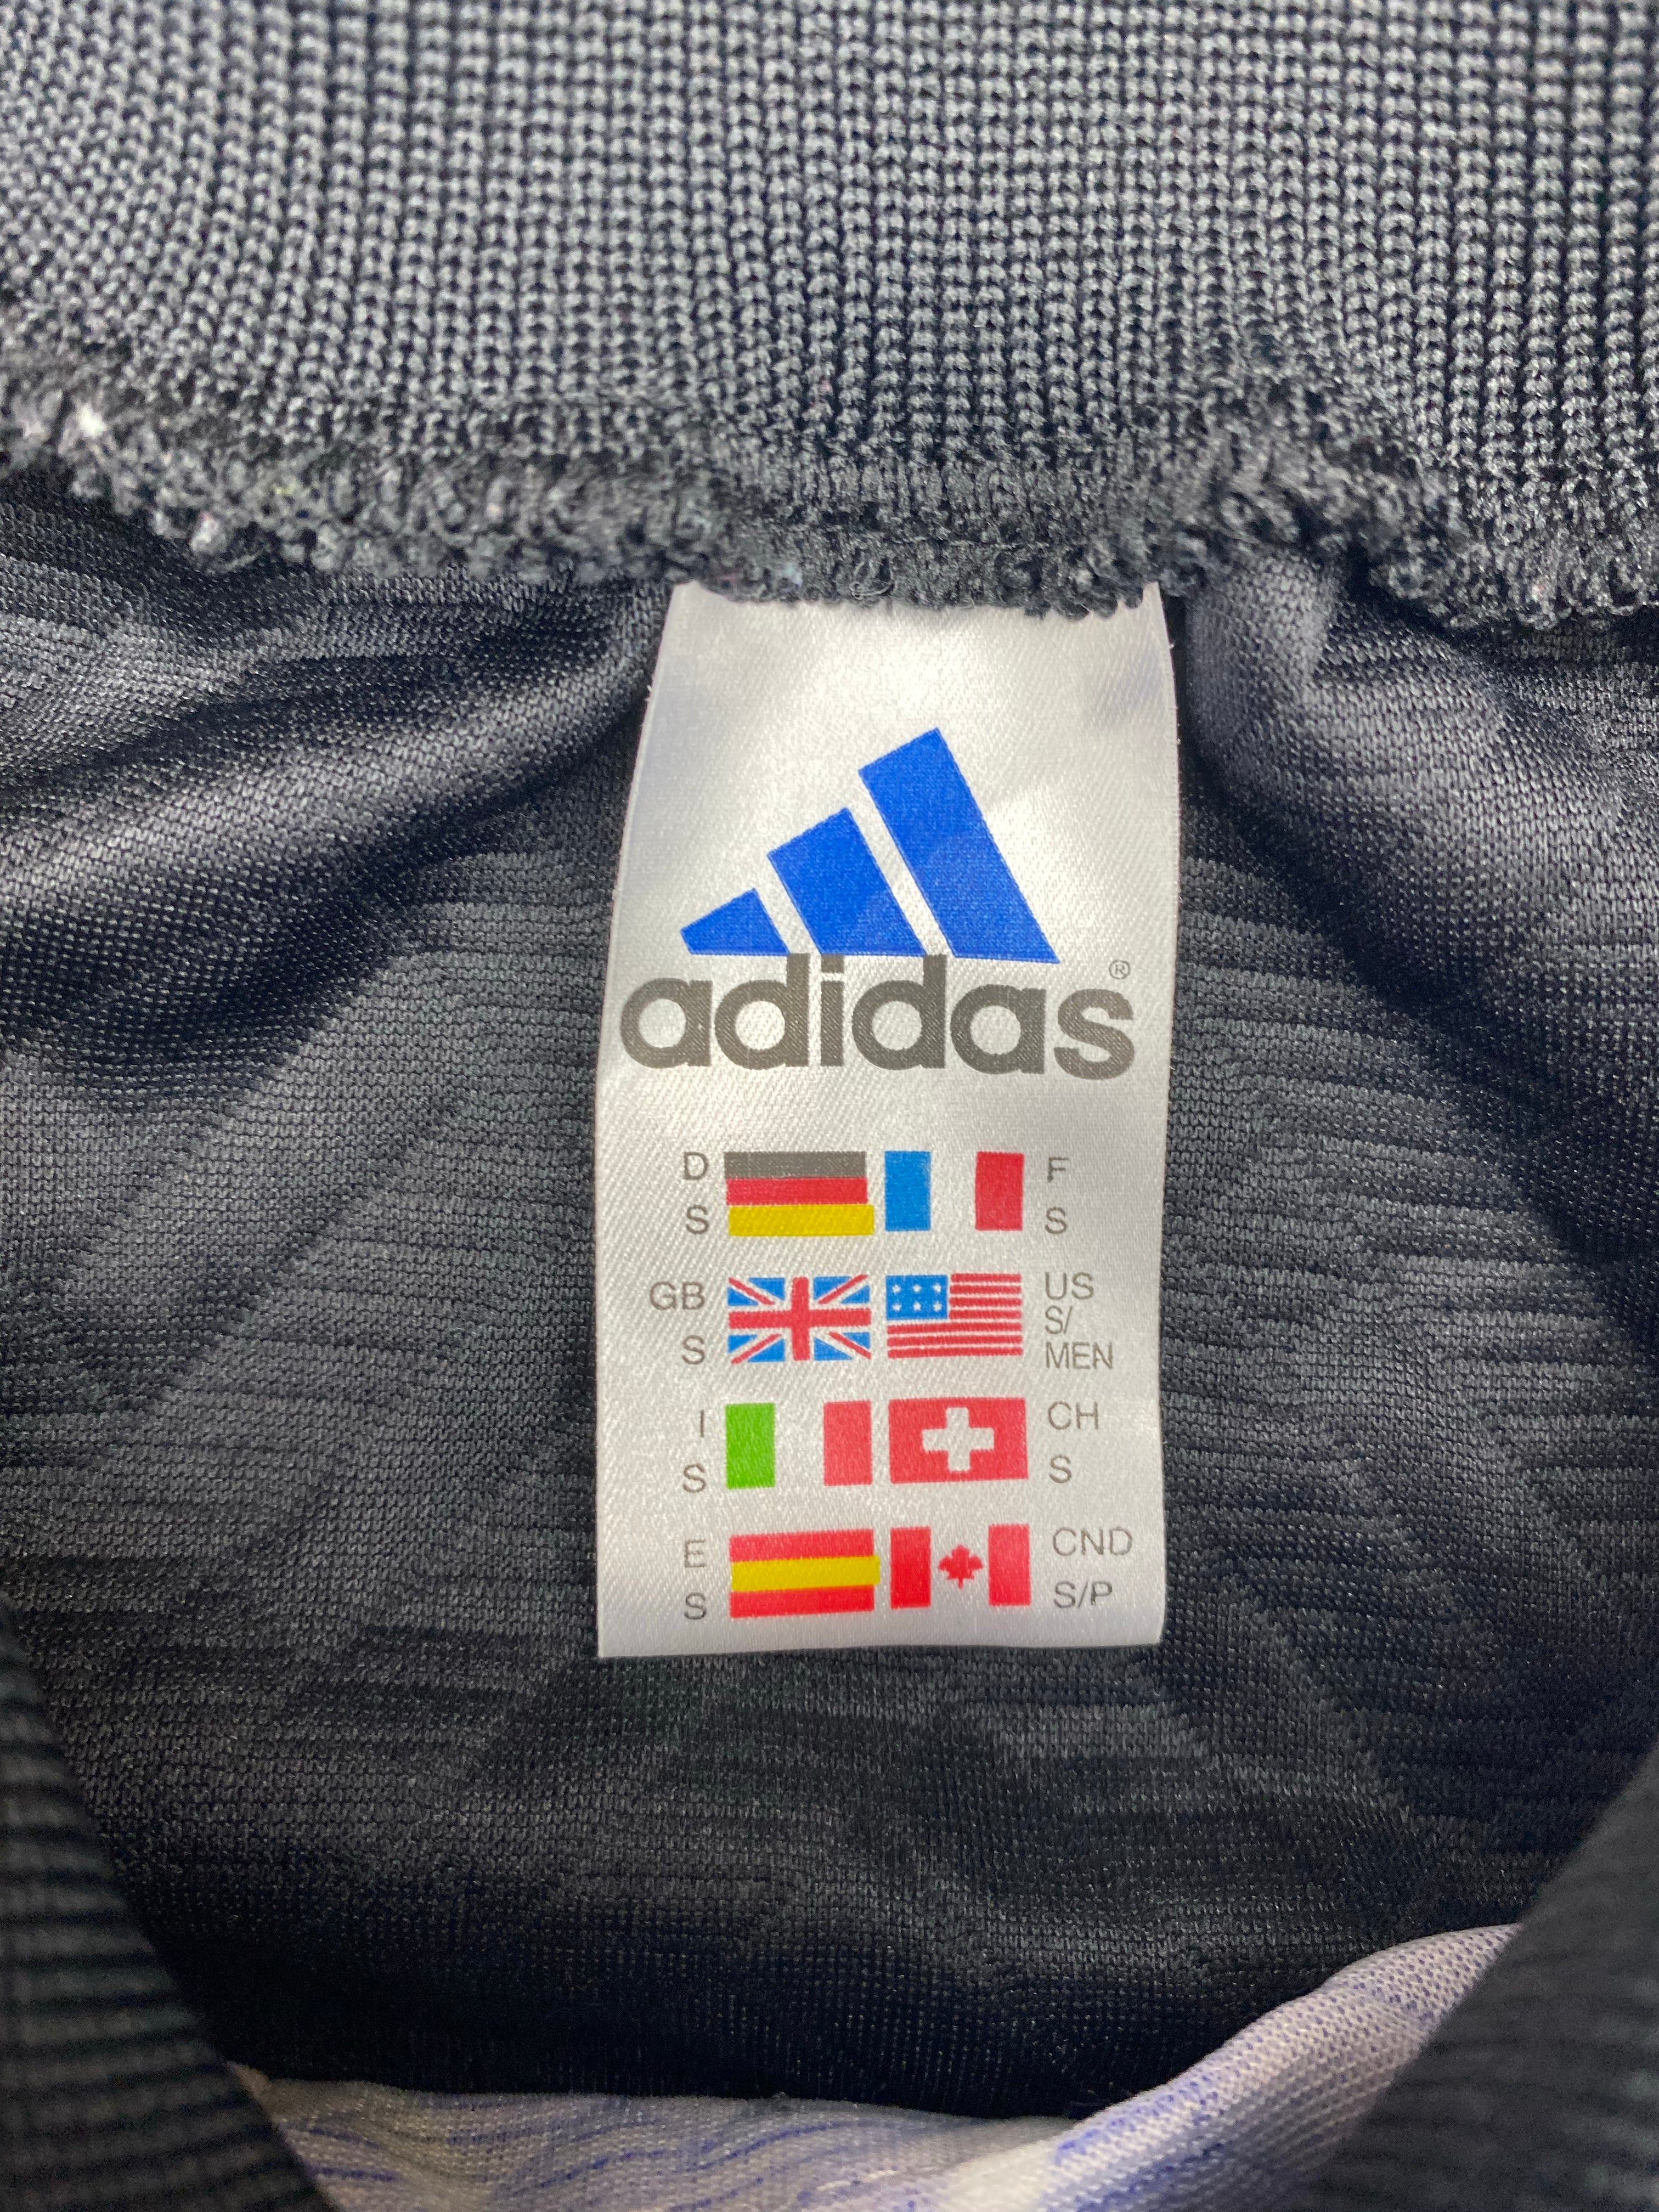 adidas®
D F
S S
GB US
S S/
MEN
I CH
S S
E CND
S S/P